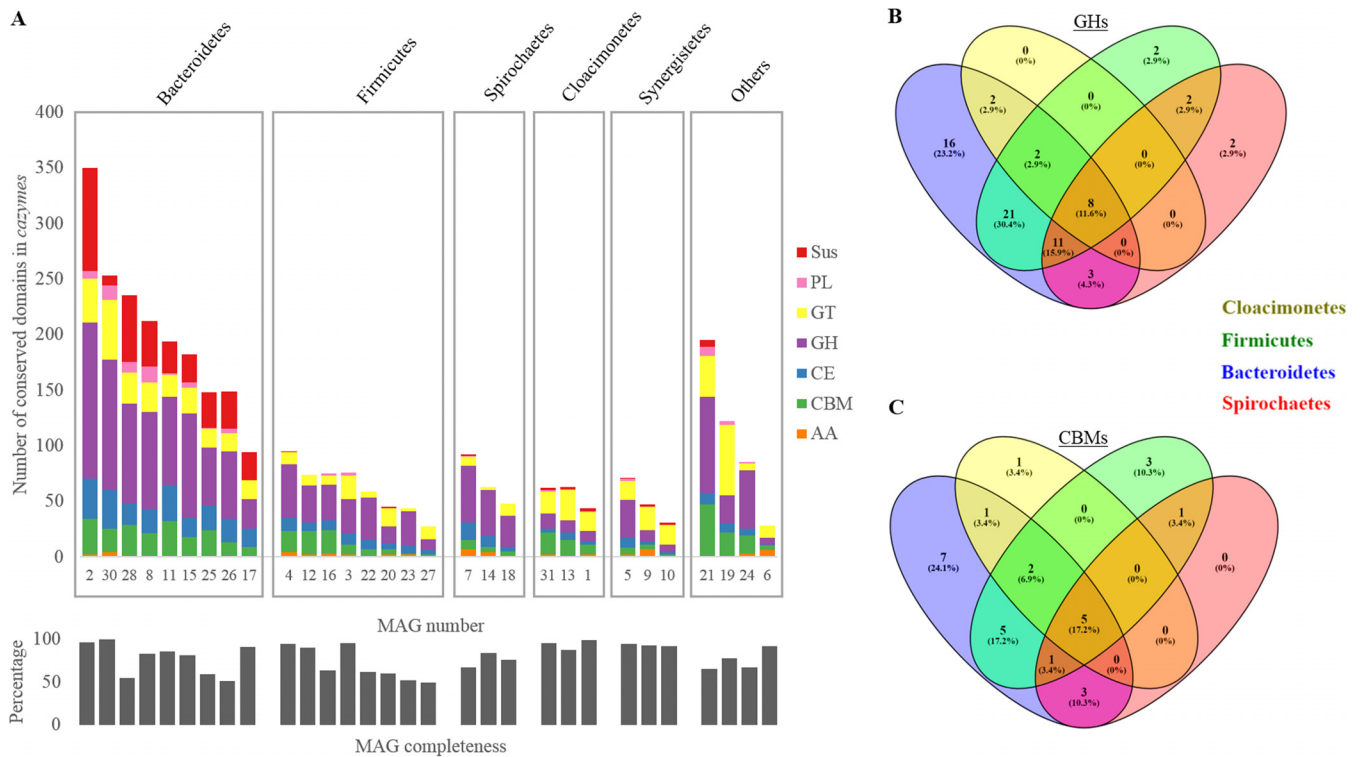 A
Bacteroidetes
Firmicutes
Spirochaetes
Cloacimonetes
Synergistetes
Others
Number of conserved domains in cazymes
400
350
300
250
200
150
100
50
0
2 30 28 8 11 15 25 26 17
4 12 16 3 22 20 23 27
7 14 18
31 13 1
5 9 10
21 19 24 6
Sus
PL
GT
GH
CE
CBM
AA
MAG number
Percentage
100
50
0
MAG completeness
B
GHs
0
(0%)
2
(2.9%)
2
(2.9%)
0
(0%)
2
(2.9%)
16
(23.2%)
2
(2.9%)
0
(0%)
2
(2.9%)
21
(30.4%)
8
(11.6%)
0
(0%)
11
(15.9%)
0
(0%)
3
(4.3%)
Cloacimonetes
Firmicutes
Bacteroidetes
Spirochaetes
C
CBMs
1
(3.4%)
3
(10.3%)
1
(3.4%)
0
(0%)
1
(3.4%)
7
(24.1%)
2
(6.9%)
0
(0%)
0
(0%)
5
(17.2%)
5
(17.2%)
0
(0%)
1
(3.4%)
0
(0%)
3
(10.3%)